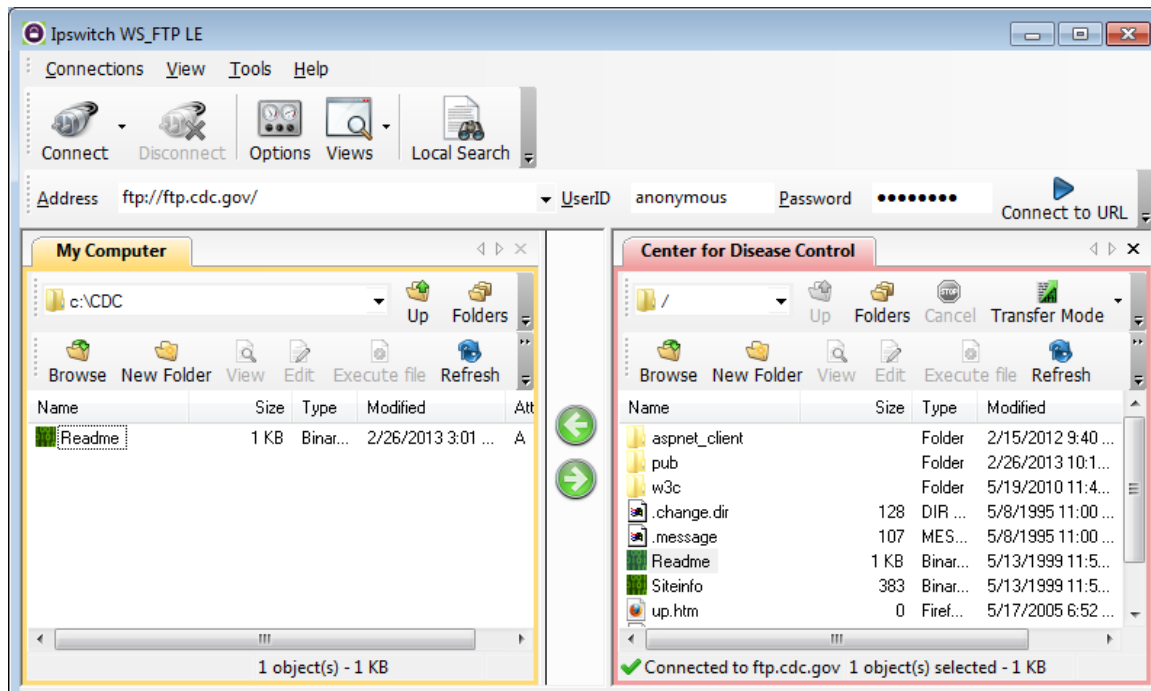 Ipswitch WS_FTP LE
Connections View Tools Help
Connect Disconnect Options Views Local Search
Address ftp://ftp.cdc.gov/ UserID anonymous Password •••••••• Connect to URL
My Computer
c:\CDC Up Folders
Browse New Folder View Edit Execute file Refresh
Name Size Type Modified Att
Readme 1 KB Binar... 2/26/2013 3:01 ... A
1 object(s) - 1 KB
Center for Disease Control
/ Up Folders STOP Cancel Transfer Mode
Browse New Folder View Edit Execute file Refresh
Name Size Type Modified
aspnet_client Folder 2/15/2012 9:40 ...
pub Folder 2/26/2013 10:1...
w3c Folder 5/19/2010 11:4...
.change.dir 128 DIR ... 5/8/1995 11:00 ...
.message 107 MES... 5/8/1995 11:00 ...
Readme 1 KB Binar... 5/13/1999 11:5...
Siteinfo 383 Binar... 5/13/1999 11:5...
up.htm 0 Firef... 5/17/2005 6:52 ...
Connected to ftp.cdc.gov 1 object(s) selected - 1 KB